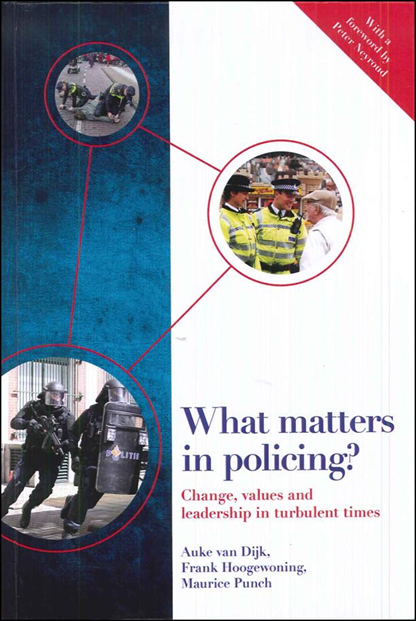 With a
foreword by
Peter Neyroud
POLITIE
What matters
in policing?
Change, values and
leadership in turbulent times
Auke van Dijk,
Frank Hoogewoning,
Maurice Punch